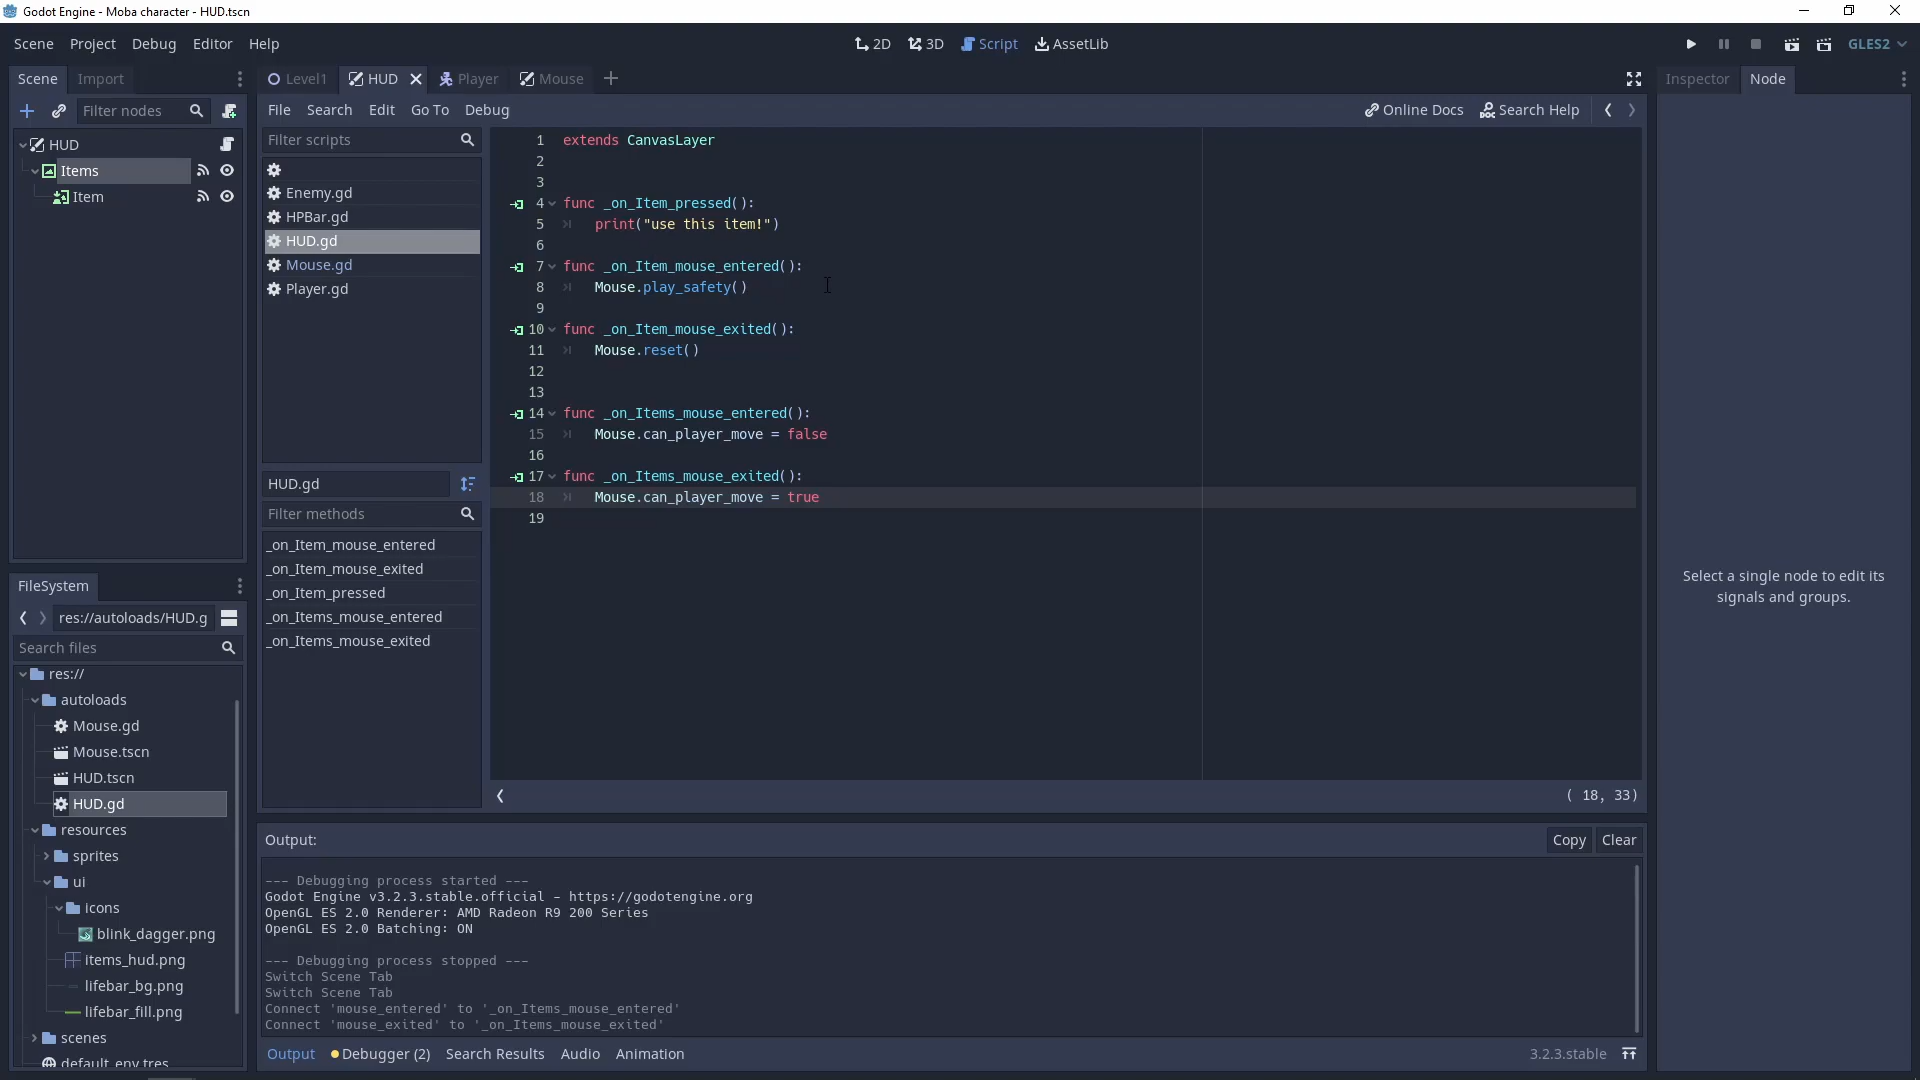 Godot Engine - Moba character - HUD.tscn
Scene Project Debug Editor Help
2D 3D Script AssetLib
GLES2
Scene Import
Filter nodes
HUD
Items
Item
Level1 HUD Player Mouse
File Search Edit Go To Debug
Online Docs Search Help
Filter scripts
Enemy.gd
HPBar.gd
HUD.gd
Mouse.gd
Player.gd
HUD.gd
Filter methods
_on_Item_mouse_entered
_on_Item_mouse_exited
_on_Item_pressed
_on_Items_mouse_entered
_on_Items_mouse_exited
1 extends CanvasLayer
2
3
4 func _on_Item_pressed():
5 print("use this item!")
6
7 func _on_Item_mouse_entered():
8 Mouse.play_safety()
9
10 func _on_Item_mouse_exited():
11 Mouse.reset()
12
13
14 func _on_Items_mouse_entered():
15 Mouse.can_player_move = false
16
17 func _on_Items_mouse_exited():
18 Mouse.can_player_move = true
19
( 18, 33)
Inspector Node
Select a single node to edit its
signals and groups.
FileSystem
res://autoloads/HUD.g
Search files
res://
autoloads
Mouse.gd
Mouse.tscn
HUD.tscn
HUD.gd
resources
sprites
ui
icons
blink_dagger.png
items_hud.png
lifebar_bg.png
lifebar_fill.png
scenes
default_env.tres
Output:
Copy Clear
--- Debugging process started ---
Godot Engine v3.2.3.stable.official - https://godotengine.org
OpenGL ES 2.0 Renderer: AMD Radeon R9 200 Series
OpenGL ES 2.0 Batching: ON
--- Debugging process stopped ---
Switch Scene Tab
Switch Scene Tab
Connect 'mouse_entered' to '_on_Items_mouse_entered'
Connect 'mouse_exited' to '_on_Items_mouse_exited'
Output Debugger (2) Search Results Audio Animation
3.2.3.stable